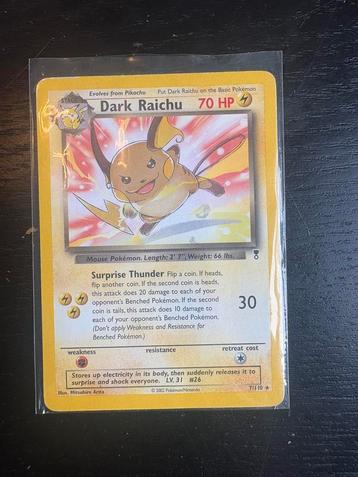 STAGE 1
Evolves from Pikachu Put Dark Raichu on the Basic Pokémon
Dark Raichu 70 HP
Mouse Pokémon. Length: 2' 7", Weight: 66 lbs.
Surprise Thunder Flip a coin. If heads,
flip another coin. If the second coin is heads,
this attack does 20 damage to each of your
opponent's Benched Pokémon. If the second
coin is tails, this attack does 10 damage to
each of your opponent's Benched Pokémon.
(Don't apply Weakness and Resistance for
Benched Pokémon.)
30
weakness resistance retreat cost
Stores up electricity in its body, then suddenly releases it to
surprise and shock everyone. LV. 31 #26
Illus. Mitsuhiro Arita © 2002 Pokémon/Nintendo 7/110 ★